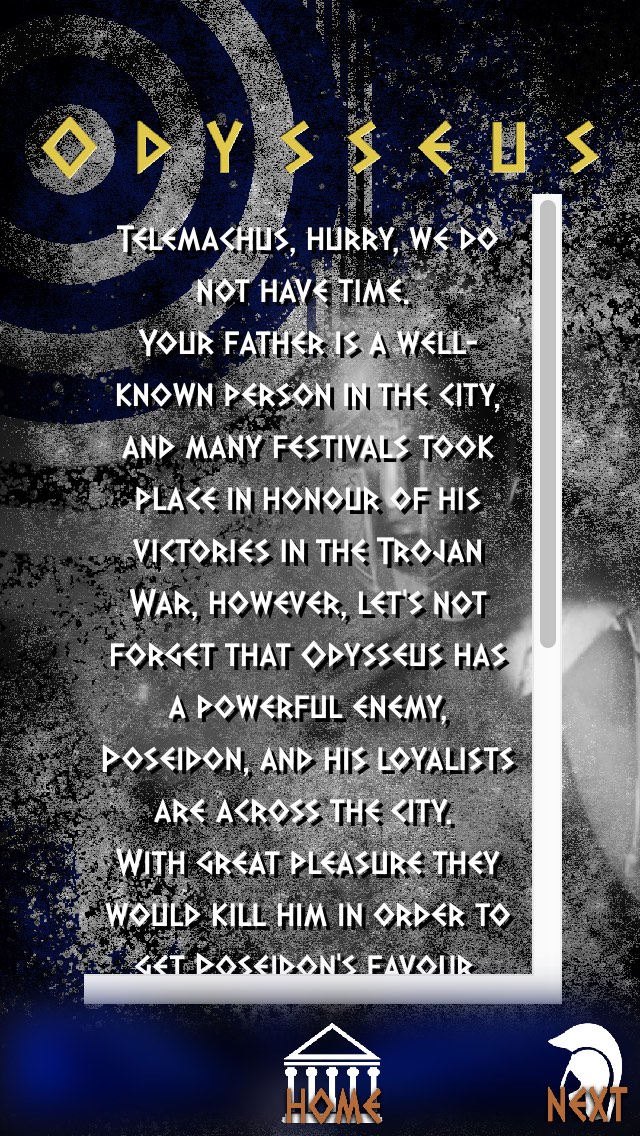 Odysseus
Telemachus, hurry, we do
not have time.
Your father is a well-
known person in the city,
and many festivals took
place in honour of his
victories in the Trojan
War, however, let's not
forget that Odysseus has
a powerful enemy,
Poseidon, and his loyalists
are across the city.
With great pleasure they
would kill him in order to
get Poseidon's favour
HOME
NEXT